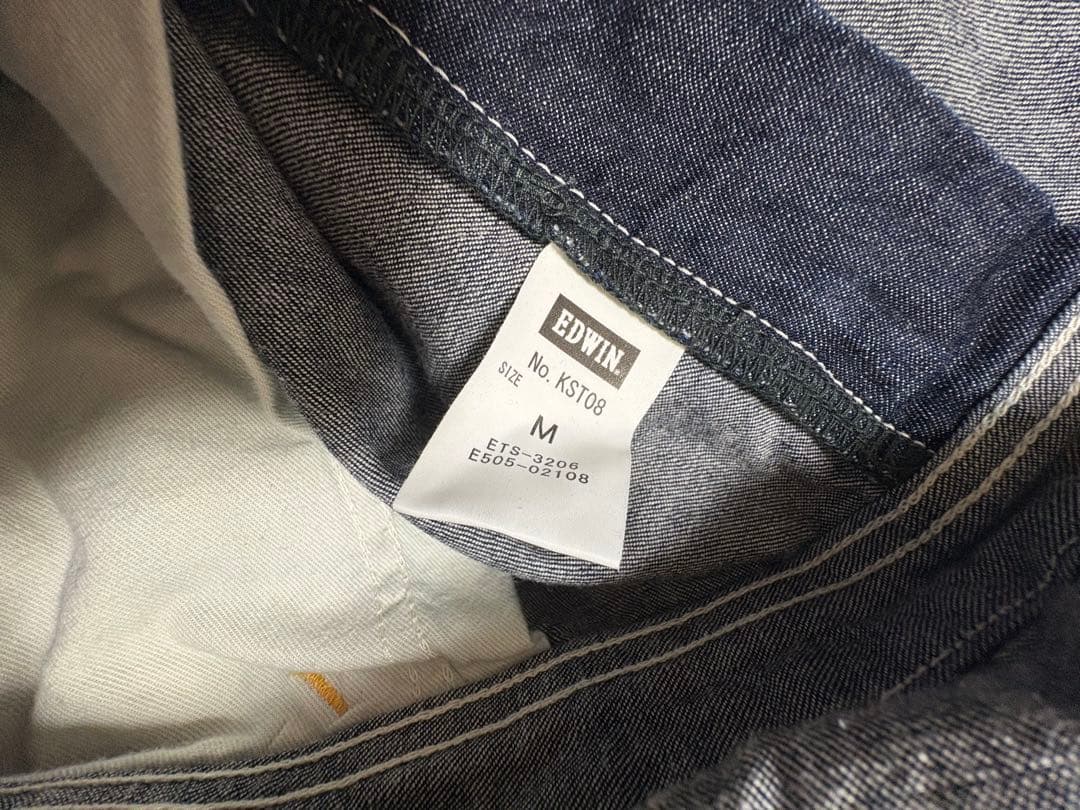 EDWIN.
No. KST08
SIZE
M
ETS-3206
E505-02108